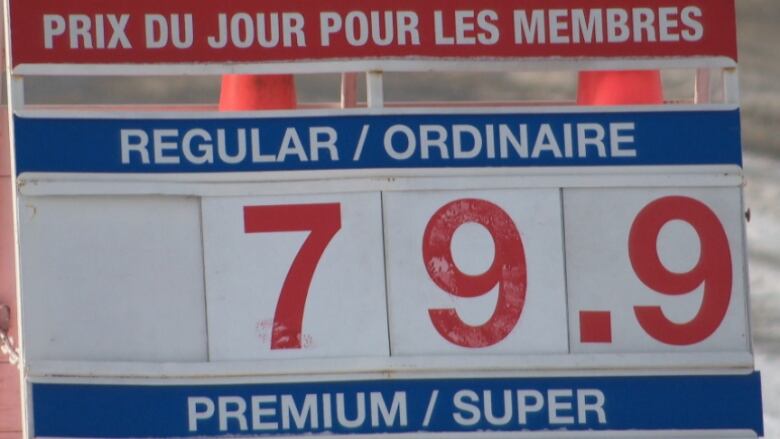 PRIX DU JOUR POUR LES MEMBRES
REGULAR / ORDINAIRE
79.9
PREMIUM / SUPER